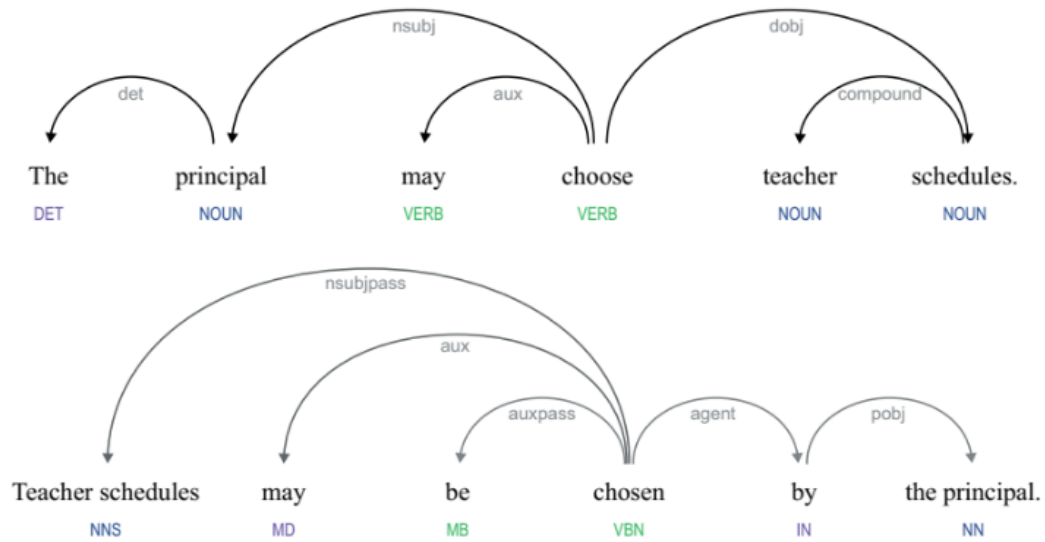 nsubj dobj
det aux compound
The principal may choose teacher schedules.
DET NOUN VERB VERB NOUN NOUN
nsubjpass
aux
auxpass agent pobj
Teacher schedules may be chosen by the principal.
NNS MD MB VBN IN NN